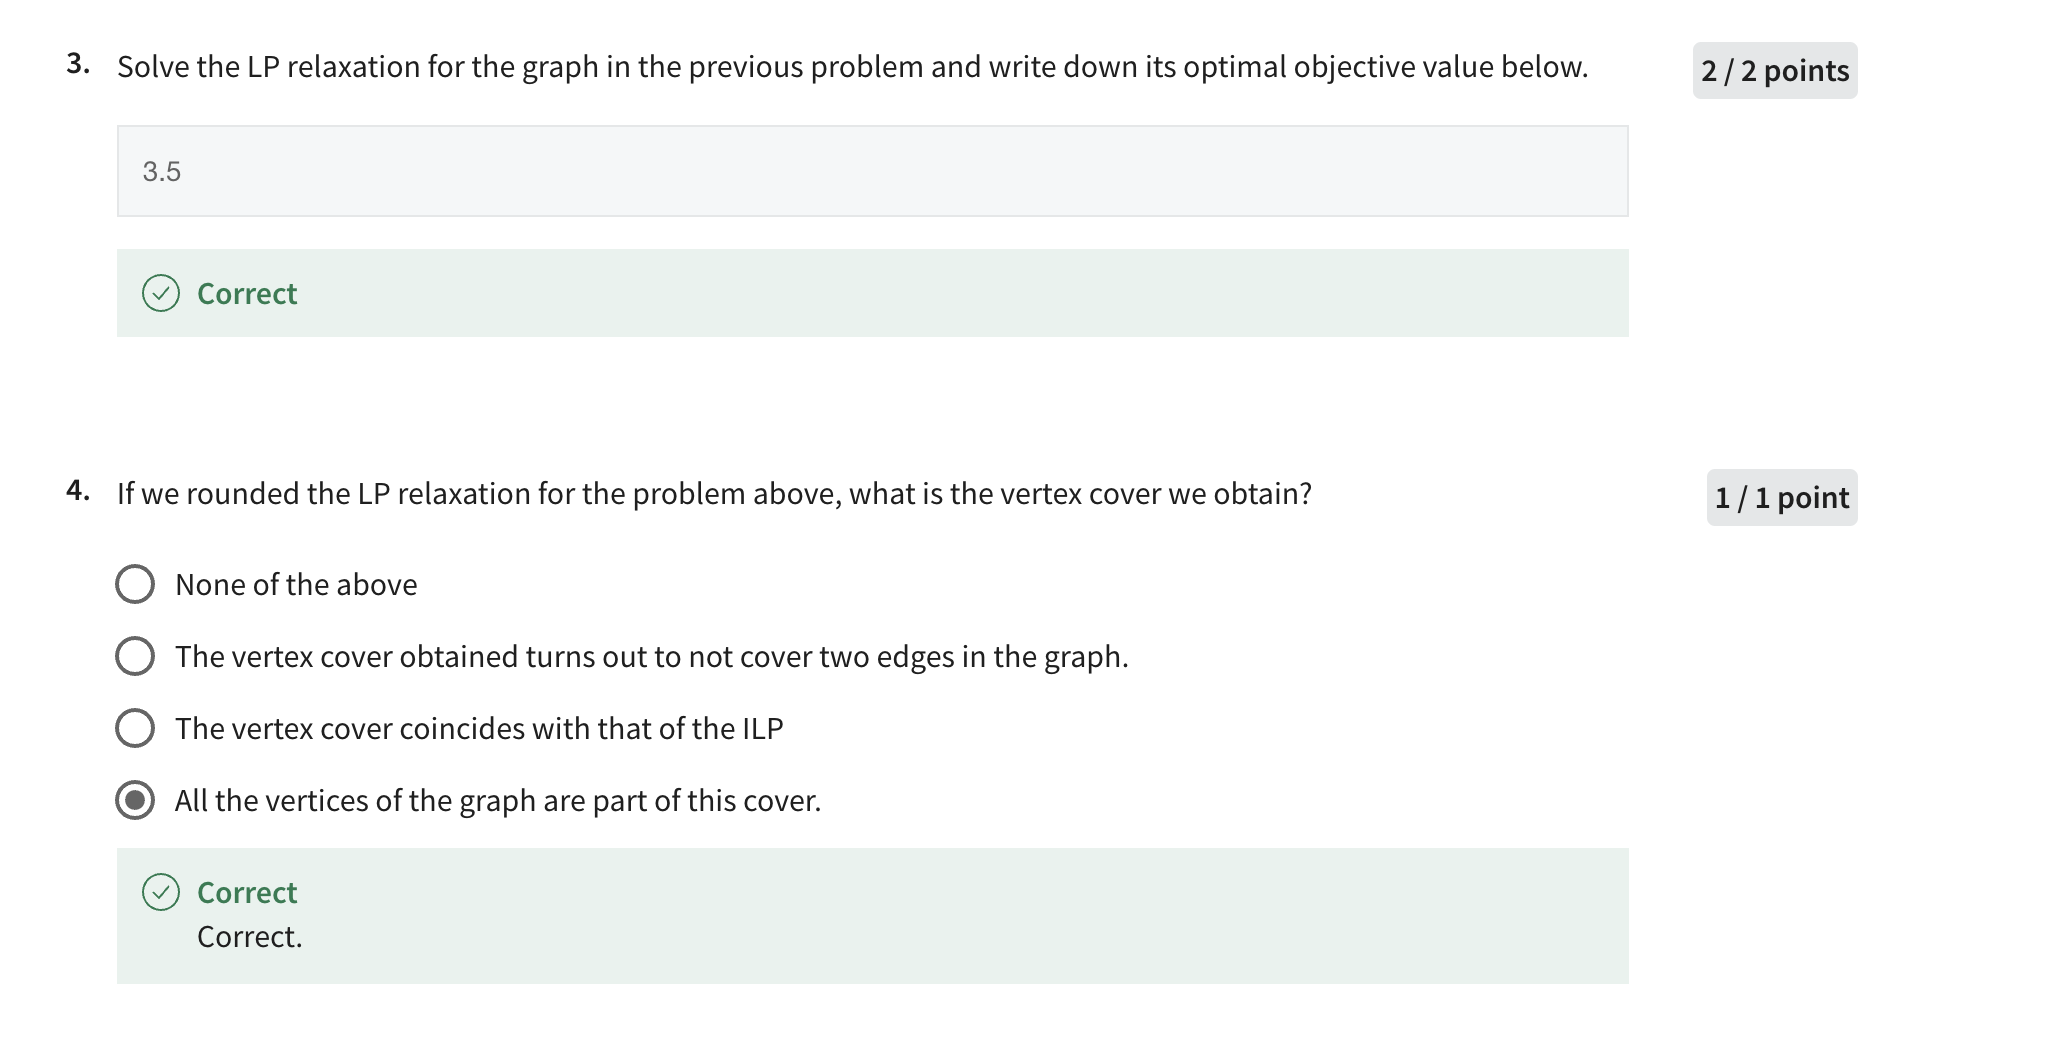 3. Solve the LP relaxation for the graph in the previous problem and write down its optimal objective value below.
2 / 2 points
3.5
Correct
4. If we rounded the LP relaxation for the problem above, what is the vertex cover we obtain?
1 / 1 point
None of the above
The vertex cover obtained turns out to not cover two edges in the graph.
The vertex cover coincides with that of the ILP
All the vertices of the graph are part of this cover.
Correct
Correct.